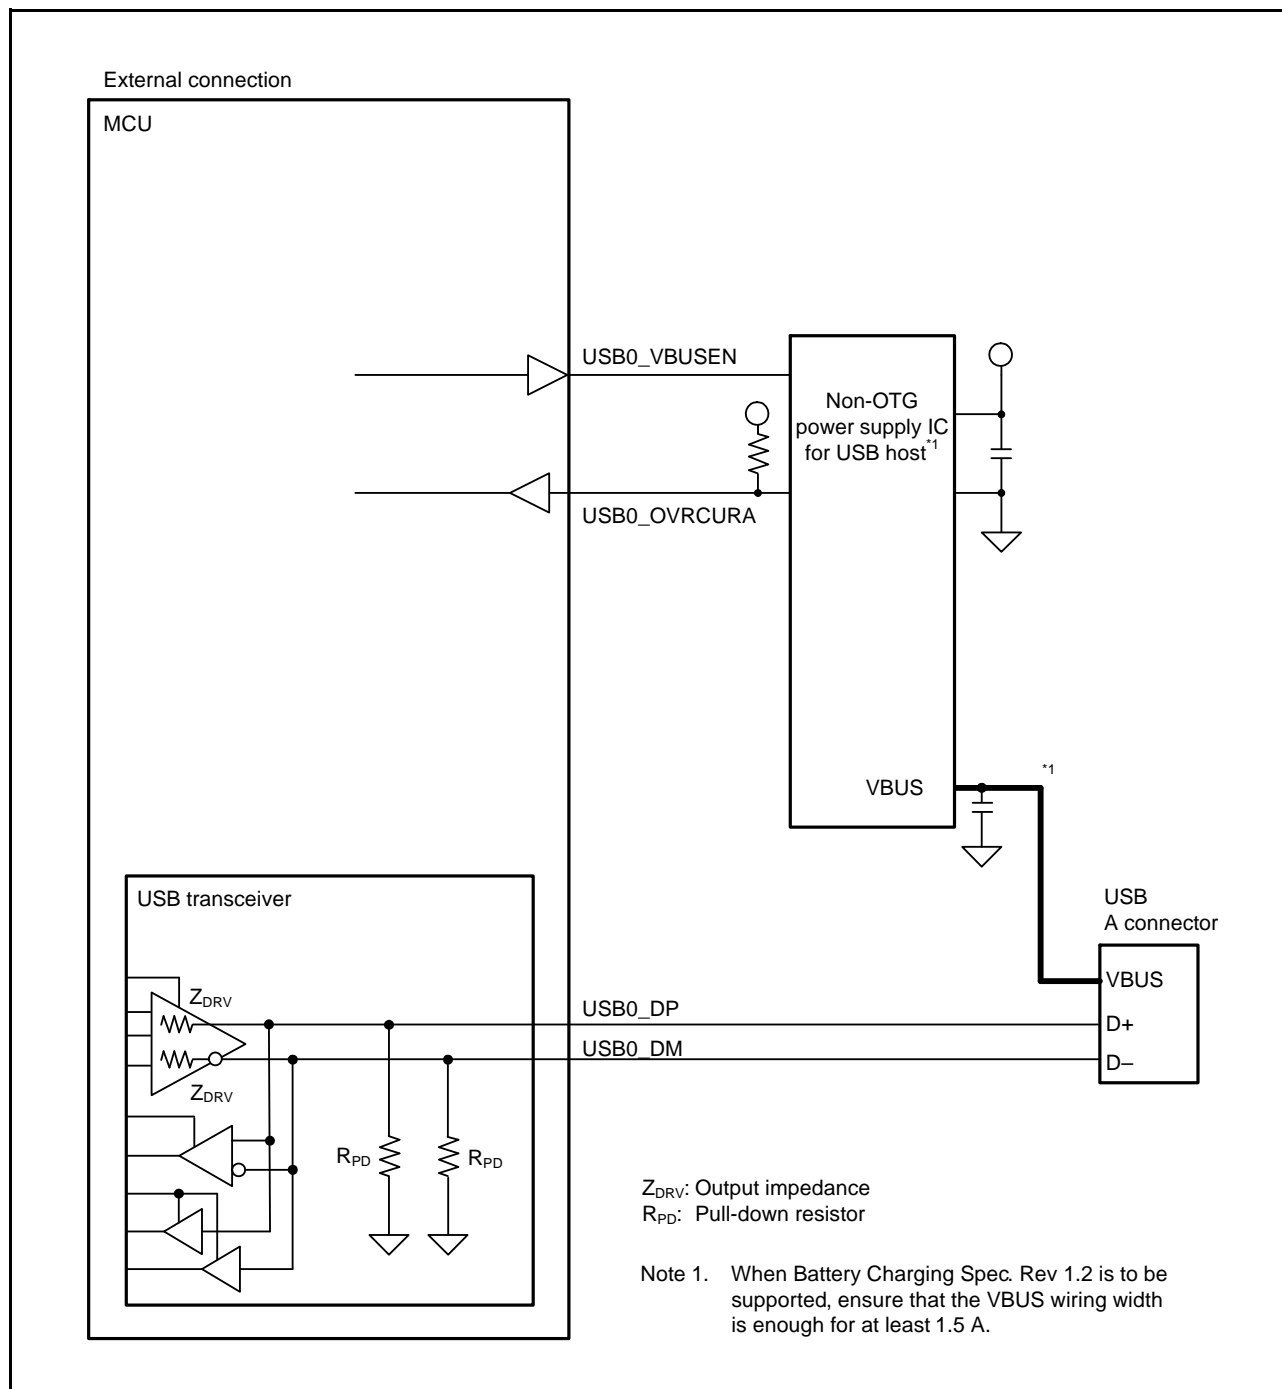 External connection
MCU
USB0_VBUSEN
Non-OTG
power supply IC
for USB host*1
USB0_OVRCURA
VBUS
*1
USB transceiver
USB
A connector
VBUS
ZDRV
USB0_DP
D+
USB0_DM
D–
ZDRV
RPD
RPD
ZDRV: Output impedance
RPD: Pull-down resistor
Note 1. When Battery Charging Spec. Rev 1.2 is to be
supported, ensure that the VBUS wiring width
is enough for at least 1.5 A.